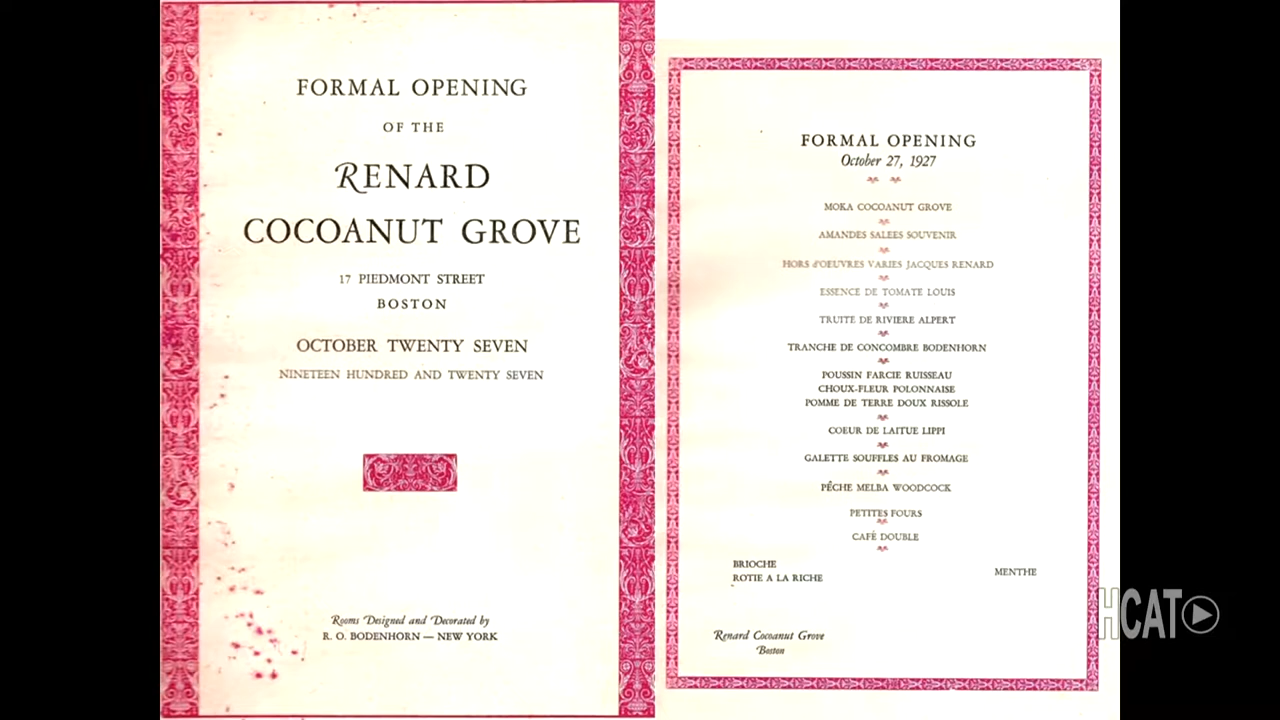 FORMAL OPENING
OF THE
RENARD
COCOANUT GROVE
17 PIEDMONT STREET
BOSTON
OCTOBER TWENTY SEVEN
NINETEEN HUNDRED AND TWENTY SEVEN
Rooms Designed and Decorated by
R. O. BODENHORN — NEW YORK
FORMAL OPENING
October 27, 1927
MOKA COCOANUT GROVE
AMANDES SALEES SOUVENIR
HORS d'OEUVRES VARIES JACQUES RENARD
ESSENCE DE TOMATE LOUIS
TRUITE DE RIVIERE ALPERT
TRANCHE DE CONCOMBRE BODENHORN
POUSSIN FARCIE RUISSEAU
CHOUX-FLEUR POLONNAISE
POMME DE TERRE DOUX RISSOLE
COEUR DE LAITUE LIPPI
GALETTE SOUFFLES AU FROMAGE
PÊCHE MELBA WOODCOCK
PETITES FOURS
CAFÉ DOUBLE
BRIOCHE
ROTIE A LA RICHE
MENTHE
Renard Cocoanut Grove
Boston
HCAT